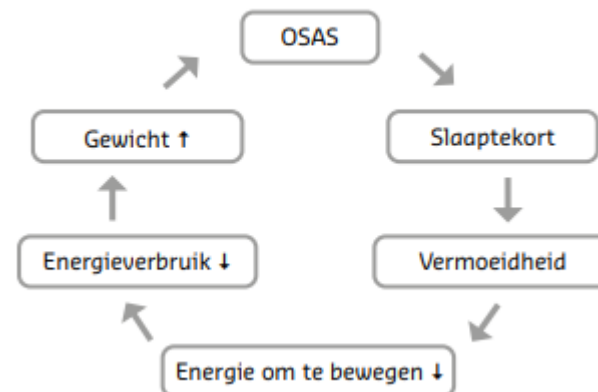 OSAS
Slaaptekort
Vermoeidheid
Energie om te bewegen ↓
Energieverbruik ↓
Gewicht ↑